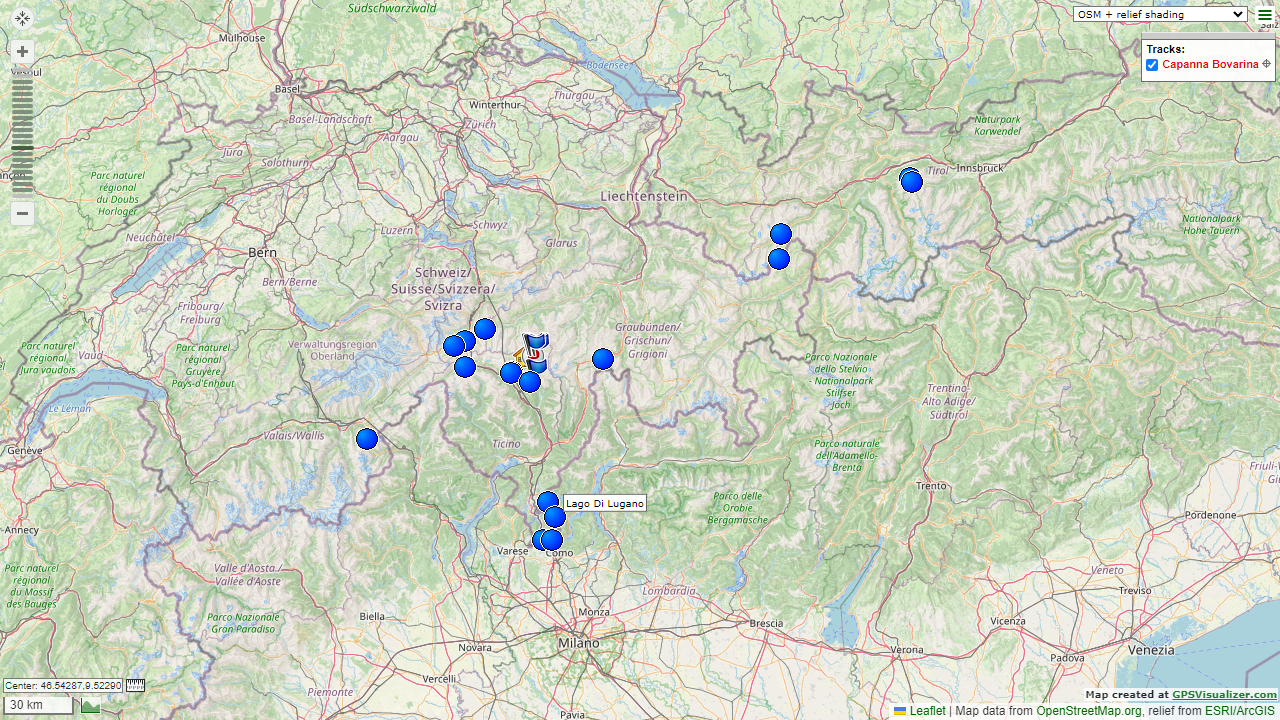 Südschwarzwald
OSM + relief shading
Tracks:
Capanna Bovarina
Mulhouse
Vesoul
Bodensee
Basel
Winterthur
Thurgau
Basel-Landschaft
Zürich
Aargau
Naturpark
Karwendel
Jura
Solothurn
Tirol
Innsbruck
Parc naturel
régional
du Doubs
Horloger
Liechtenstein
Luzern
Schwyz
Nationalpark
Hohe Tauern
Neuchâtel
Glarus
Bern
Bern/Berne
Schweiz/
Suisse/Svizzera/
Svizra
Fribourg/
Freiburg
Graubünden/
Grischun/
Grigioni
Verwaltungsregion
Oberland
Parc naturel
régional
Jura vaudois
Vaud
Parc naturel
régional
Gruyère
Pays-d'Enhaut
Parco Nazionale
dello Stelvio
Nationalpark
Stilfser
Joch
Trentino-
Alto Adige/
Südtirol
Le Léman
Valais/Wallis
Ticino
Genève
Parco naturale
dell'Adamello-
Brenta
Trento
Parco delle
Orobie
Bergamasche
Lago Di Lugano
Pordenone
Annecy
Varese
Como
Parc naturel
régional
du Massif
des Bauges
Valle d'Aosta /
Vallée d'Aoste
Lombardia
Veneto
Treviso
Parco Nazionale
Gran Paradiso
Biella
Monza
Brescia
Vicenza
Milano
Novara
Verona
Padova
Venezia
Vercelli
Piemonte
Pavia
Center: 46.54287,9.52290
30 km
Map created at GPSVisualizer.com
Leaflet | Map data from OpenStreetMap.org, relief from ESRI/ArcGIS